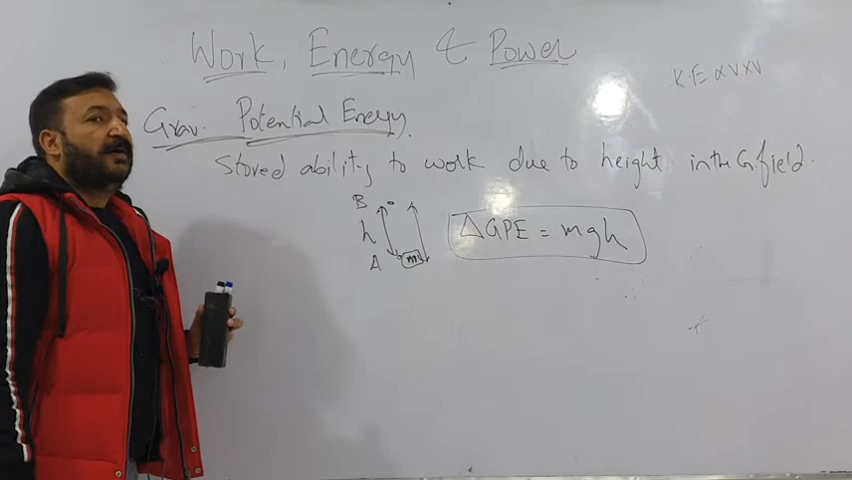 Work, Energy & Power
K.E ∝ V X V
Grav. Potential Energy.
Stored ability to work due to height in the G.field.
B
h
A
m
ΔGPE = mgh